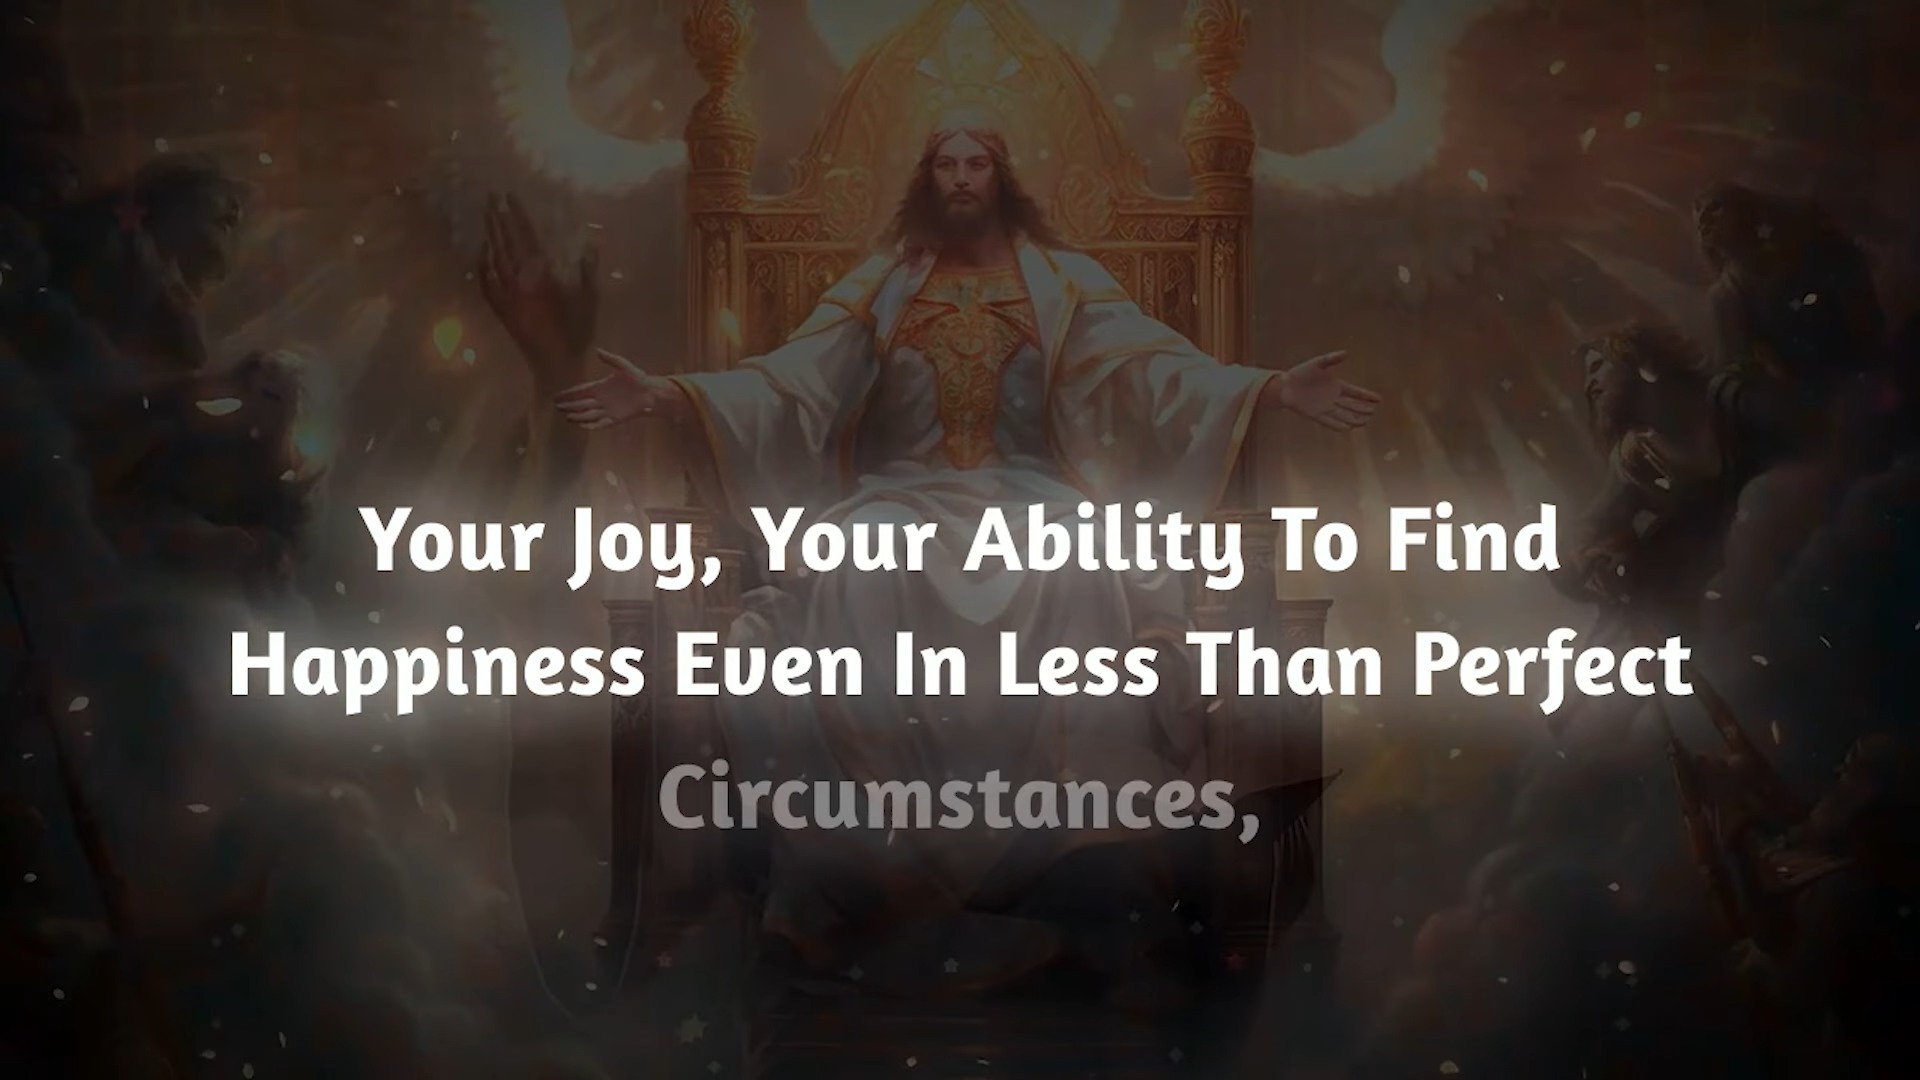 Your Joy, Your Ability To Find
Happiness Even In Less Than Perfect
Circumstances,